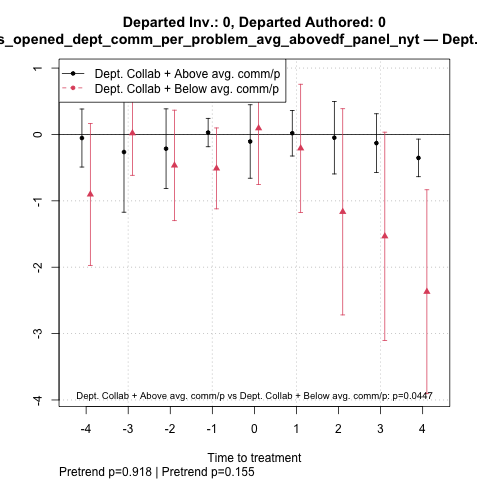 Departed Inv.: 0, Departed Authored: 0
s_opened_dept_comm_per_problem_avg_abovedf_panel_nyt — Dept.
Dept. Collab + Above avg. comm/p
Dept. Collab + Below avg. comm/p
1
0
-1
-2
-3
-4
Dept. Collab + Above avg. comm/p vs Dept. Collab + Below avg. comm/p: p=0.0447
-4 -3 -2 -1 0 1 2 3 4
Time to treatment
Pretrend p=0.918 | Pretrend p=0.155